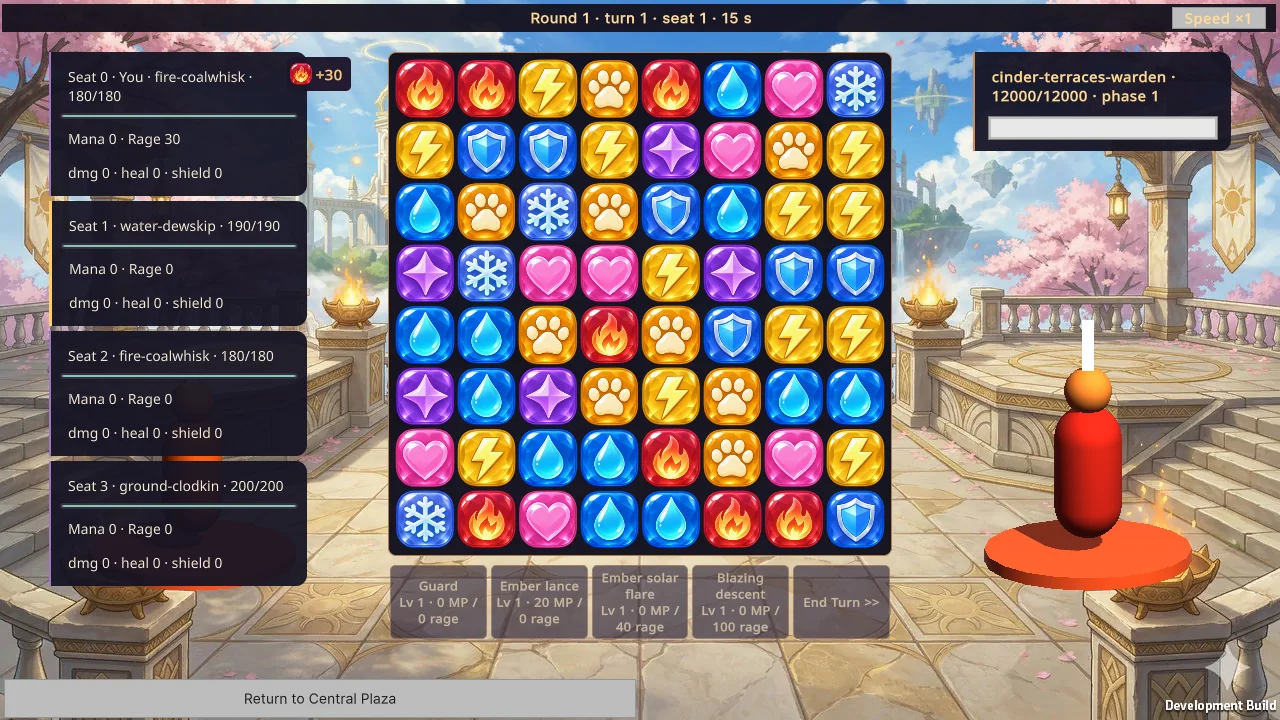 Round 1 · turn 1 · seat 1 · 15 s
Speed ×1
Seat 0 · You · fire-coalwhisk ·
180/180
+30
Mana 0 · Rage 30
dmg 0 · heal 0 · shield 0
Seat 1 · water-dewskip · 190/190
Mana 0 · Rage 0
dmg 0 · heal 0 · shield 0
Seat 2 · fire-coalwhisk · 180/180
Mana 0 · Rage 0
dmg 0 · heal 0 · shield 0
Seat 3 · ground-clodkin · 200/200
Mana 0 · Rage 0
dmg 0 · heal 0 · shield 0
cinder-terraces-warden ·
12000/12000 · phase 1
Guard
Lv 1 · 0 MP /
0 rage
Ember lance
Lv 1 · 20 MP /
0 rage
Ember solar
flare
Lv 1 · 0 MP /
40 rage
Blazing
descent
Lv 1 · 0 MP /
100 rage
End Turn >>
Return to Central Plaza
Development Build